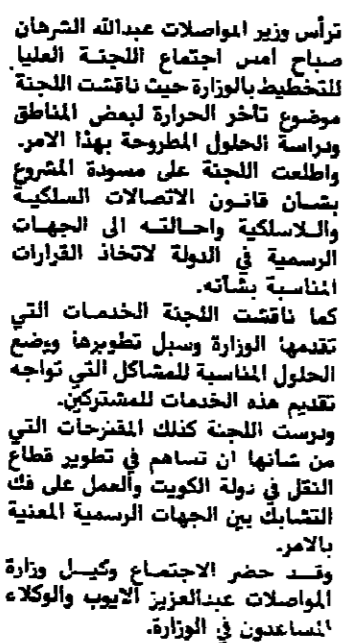 ترأس وزير المواصلات عبدالله الشرهان
صباح امس اجتماع اللجنة العليا
للتخطيط بالوزارة حيث ناقشت اللجنة
موضوع تأخر الحرارة لبعض المناطق
ودراسة الحلول المطروحة بهذا الامر.
واطلعت اللجنة على مسودة المشروع
بشأن قانون الاتصالات السلكية
واللاسلكية واحالته الى الجهات
الرسمية في الدولة لاتخاذ القرارات
المناسبة بشأنه.
كما ناقشت اللجنة الخدمات التي
تقدمها الوزارة وسبل تطويرها ووضع
الحلول المناسبة للمشاكل التي تواجه
تقديم هذه الخدمات للمشتركين.
ودرست اللجنة كذلك المقترحات التي
من شأنها ان تساهم في تطوير قطاع
النقل في دولة الكويت والعمل على فك
التشابك بين الجهات الرسمية المعنية
بالامر.
وقد حضر الاجتماع وكيل وزارة
المواصلات عبدالعزيز الايوب والوكلاء
المساعدون في الوزارة.